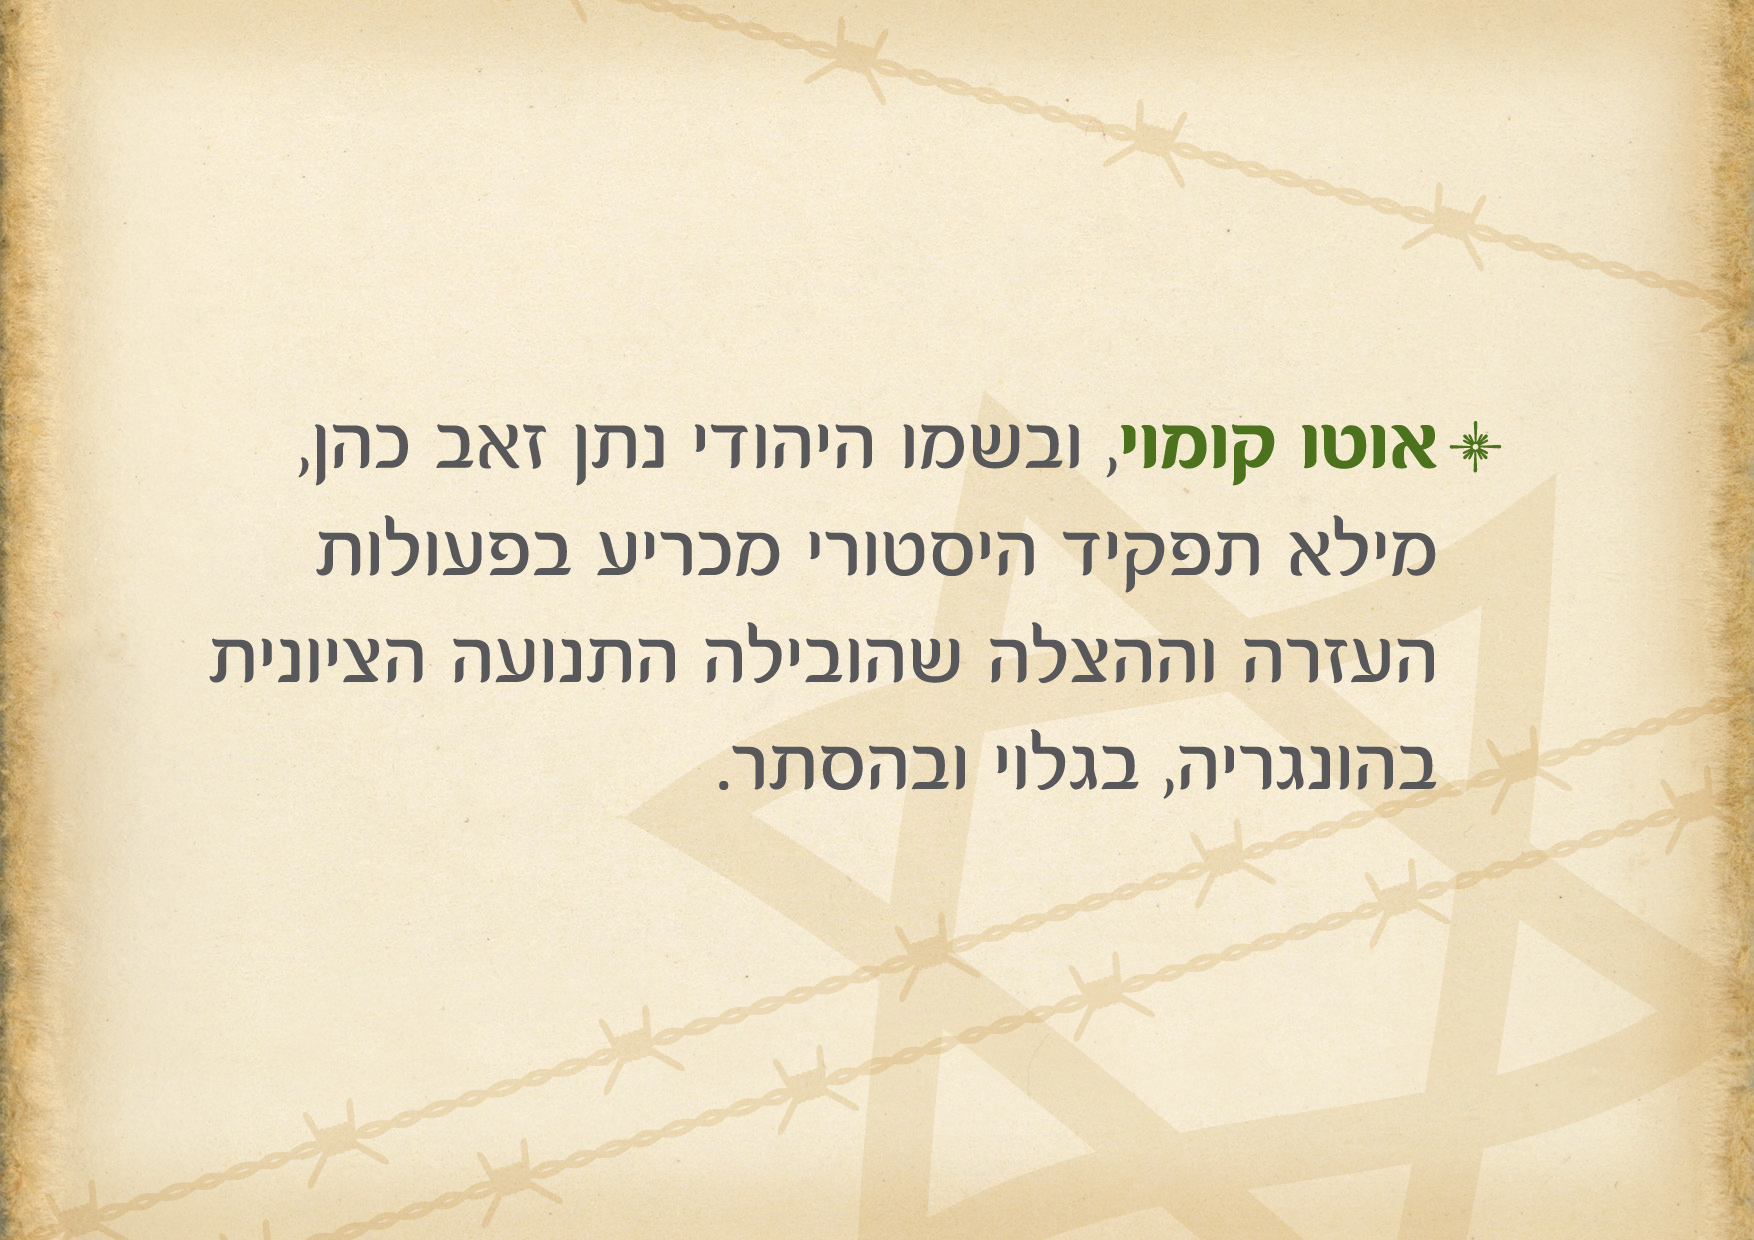 אוטו קומוי, ובשמו היהודי נתן זאב כהן,
מילא תפקיד היסטורי מכריע בפעולות
העזרה וההצלה שהובילה התנועה הציונית
בהונגריה, בגלוי ובהסתר.